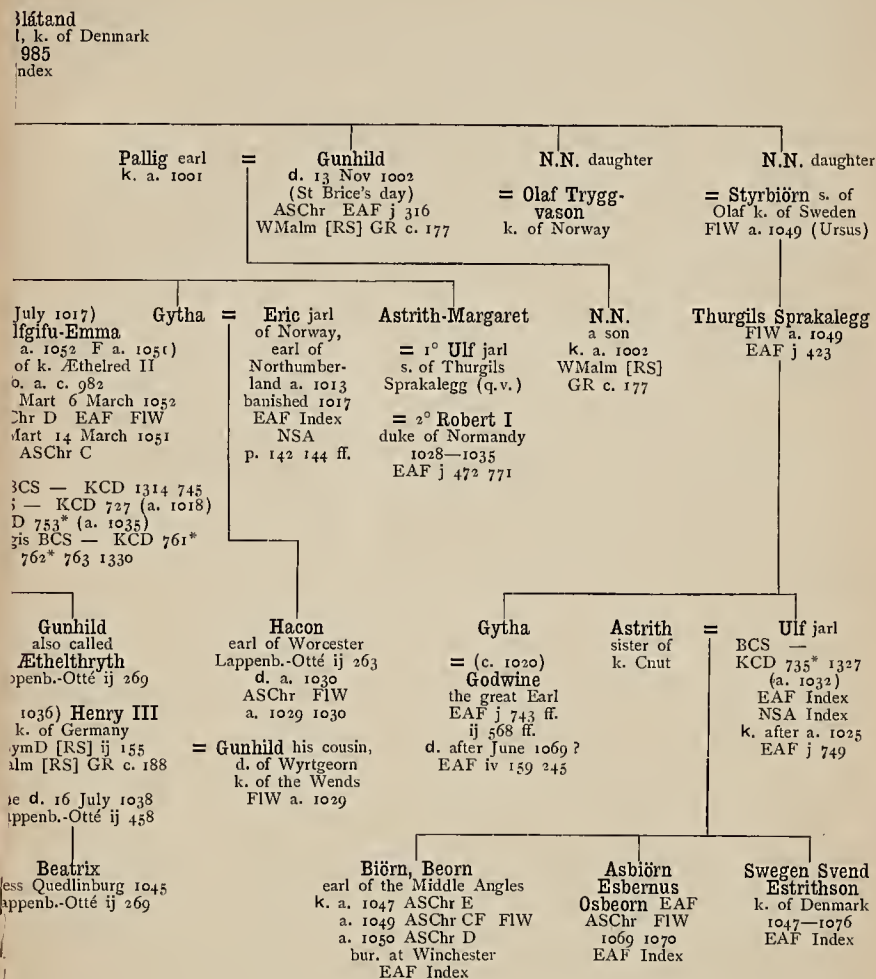 Blátand
k. of Denmark
985
Index
Pallig earl
k. a. 1001
=
Gunhild
d. 13 Nov 1002
(St Brice's day)
ASChr EAF j 316
WMalm [RS] GR c. 177
N.N. daughter
= Olaf Trygg-
vason
k. of Norway
N.N. daughter
= Styrbiörn s. of
Olaf k. of Sweden
FlW a. 1049 (Ursus)
July 1017)
lfgifu-Emma
a. 1052 F a. 1051)
of k. Æthelred II
a. c. 982
Mart 6 March 1052
Chr D EAF FlW
Mart 14 March 1051
ASChr C
BCS — KCD 1314 745
— KCD 727 (a. 1018)
D 753* (a. 1035)
gis BCS — KCD 761*
762* 763 1330
Gytha
=
Eric jarl
of Norway,
earl of
Northumber-
land a. 1013
banished 1017
EAF Index
NSA
p. 142 144 ff.
Astrith-Margaret
= 1° Ulf jarl
s. of Thurgils
Sprakalegg (q.v.)
= 2° Robert I
duke of Normandy
1028—1035
EAF j 472 771
N.N.
a son
k. a. 1002
WMalm [RS]
GR c. 177
Thurgils Sprakalegg
FlW a. 1049
EAF j 423
Gunhild
also called
Æthelthryth
ppenb.-Otté ij 269
1036) Henry III
k. of Germany
ymD [RS] ij 155
alm [RS] GR c. 188
d. 16 July 1038
ppenb.-Otté ij 458
Hacon
earl of Worcester
Lappenb.-Otté ij 263
d. a. 1030
ASChr FlW
a. 1029 1030
= Gunhild his cousin,
d. of Wyrtgeorn
k. of the Wends
FlW a. 1029
Gytha
= (c. 1020)
Godwine
the great Earl
EAF j 743 ff.
ij 568 ff.
d. after June 1069 ?
EAF iv 159 245
Astrith
sister of
k. Cnut
=
Ulf jarl
BCS —
KCD 735* 1327
(a. 1032)
EAF Index
NSA Index
k. after a. 1025
EAF j 749
Beatrix
ess Quedlinburg 1045
appenb.-Otté ij 269
Biörn, Beorn
earl of the Middle Angles
k. a. 1047 ASChr E
a. 1049 ASChr CF FlW
a. 1050 ASChr D
bur. at Winchester
EAF Index
Asbiörn
Esbernus
Osbeorn EAF
ASChr FlW
1069 1070
EAF Index
Swegen Svend
Estrithson
k. of Denmark
1047—1076
EAF Index